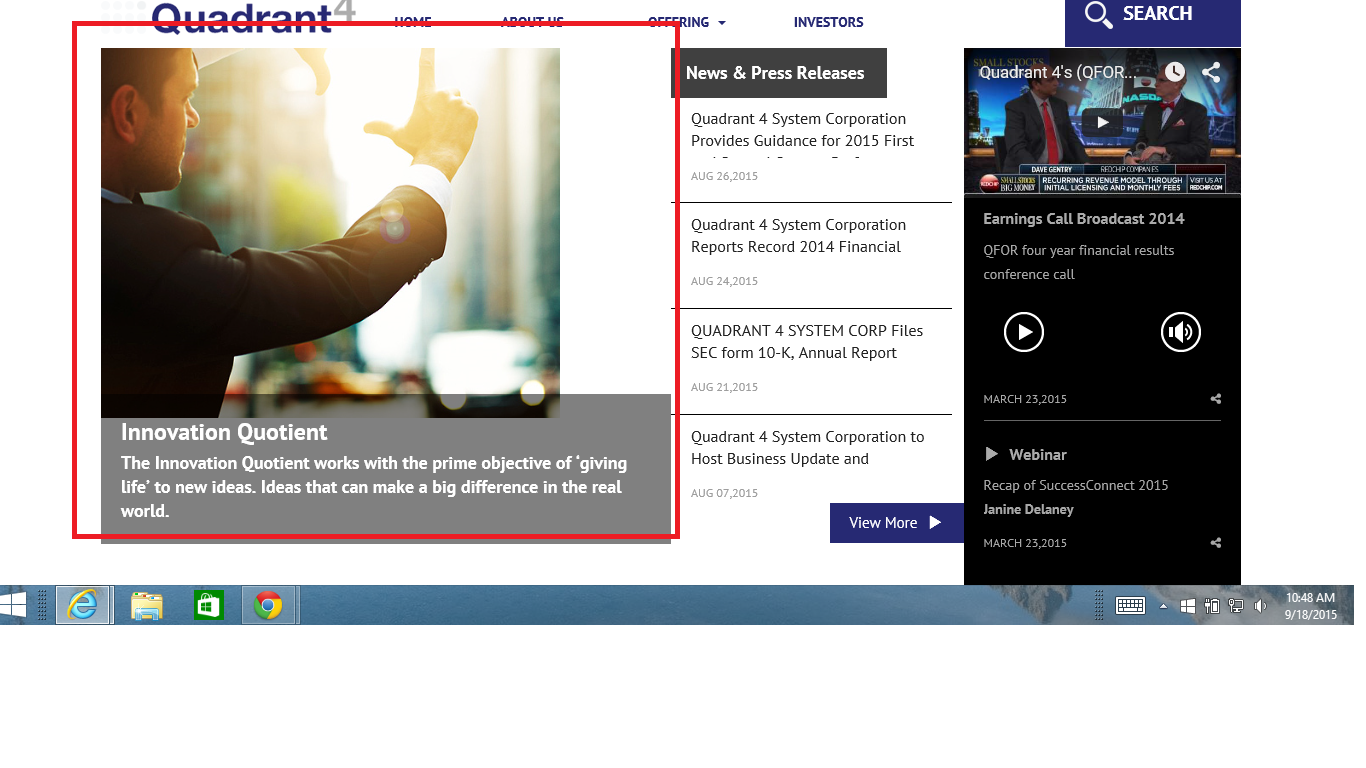 Quadrant4
HOME
ABOUT US
OFFERING
INVESTORS
SEARCH
Innovation Quotient
The Innovation Quotient works with the prime objective of ‘giving
life’ to new ideas. Ideas that can make a big difference in the real
world.
News & Press Releases
Quadrant 4 System Corporation
Provides Guidance for 2015 First
AUG 26,2015
Quadrant 4 System Corporation
Reports Record 2014 Financial
AUG 24,2015
QUADRANT 4 SYSTEM CORP Files
SEC form 10-K, Annual Report
AUG 21,2015
Quadrant 4 System Corporation to
Host Business Update and
AUG 07,2015
View More
Quadrant 4's (QFOR...
SMALL STOCKS
NASDAQ
DAVE GENTRY REDCHIP COMPANIES
REDCHIP SMALL STOCKS BIG MONEY
RECURRING REVENUE MODEL THROUGH
INITIAL LICENSING AND MONTHLY FEES
VISIT US AT
REDCHIP.COM
Earnings Call Broadcast 2014
QFOR four year financial results
conference call
MARCH 23,2015
Webinar
Recap of SuccessConnect 2015
Janine Delaney
MARCH 23,2015
10:48 AM
9/18/2015